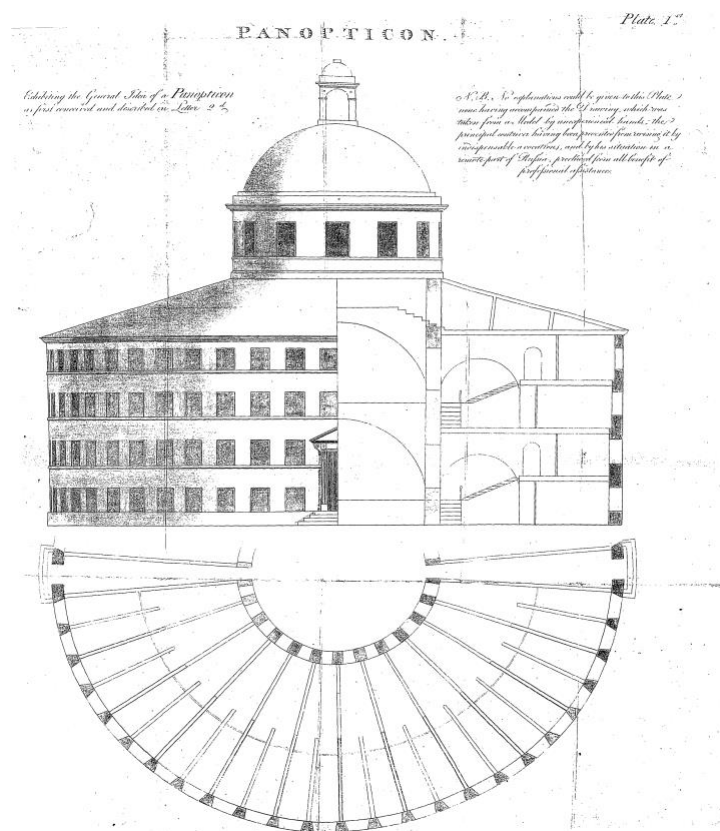 Plate. 1.st
PANOPTICON.
Exhibiting the General Idea of a Panopticon
as first conceived and described in Letter 2d.
N.B. No explanations could be given to this Plate,
none having accompanied the Drawing, which was
taken from a Model by unexperienced hands: the
principal having been prevented from it by
indispensable avocations, and by his situation in a
remote part of Russia, precluded from all benefit of
professional assistance.